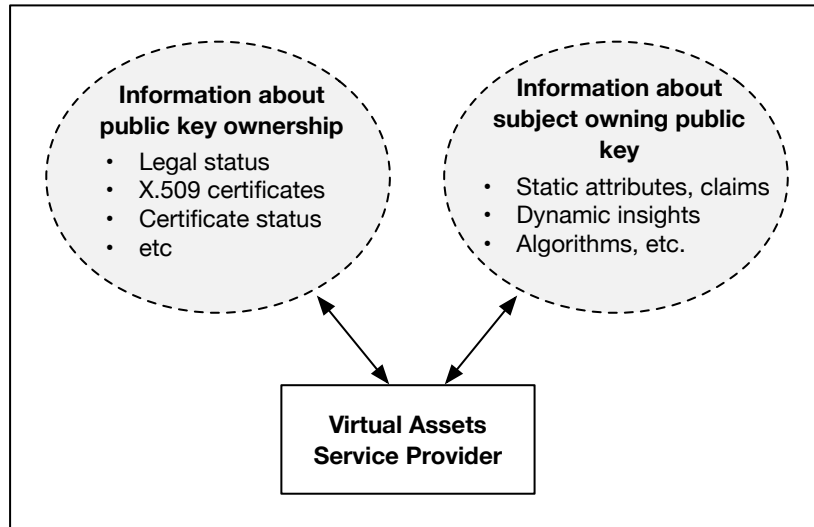 Information about
public key ownership
• Legal status
• X.509 certificates
• Certificate status
• etc
Information about
subject owning public
key
• Static attributes, claims
• Dynamic insights
• Algorithms, etc.
Virtual Assets
Service Provider